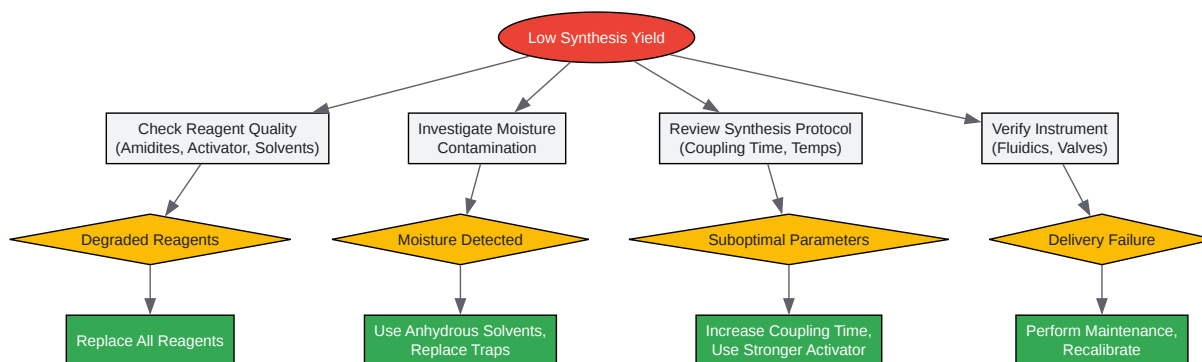 Low Synthesis Yield
Check Reagent Quality
(Amidites, Activator, Solvents)
Investigate Moisture
Contamination
Review Synthesis Protocol
(Coupling Time, Temps)
Verify Instrument
(Fluidics, Valves)
Degraded Reagents
Moisture Detected
Suboptimal Parameters
Delivery Failure
Replace All Reagents
Use Anhydrous Solvents,
Replace Traps
Increase Coupling Time,
Use Stronger Activator
Perform Maintenance,
Recalibrate